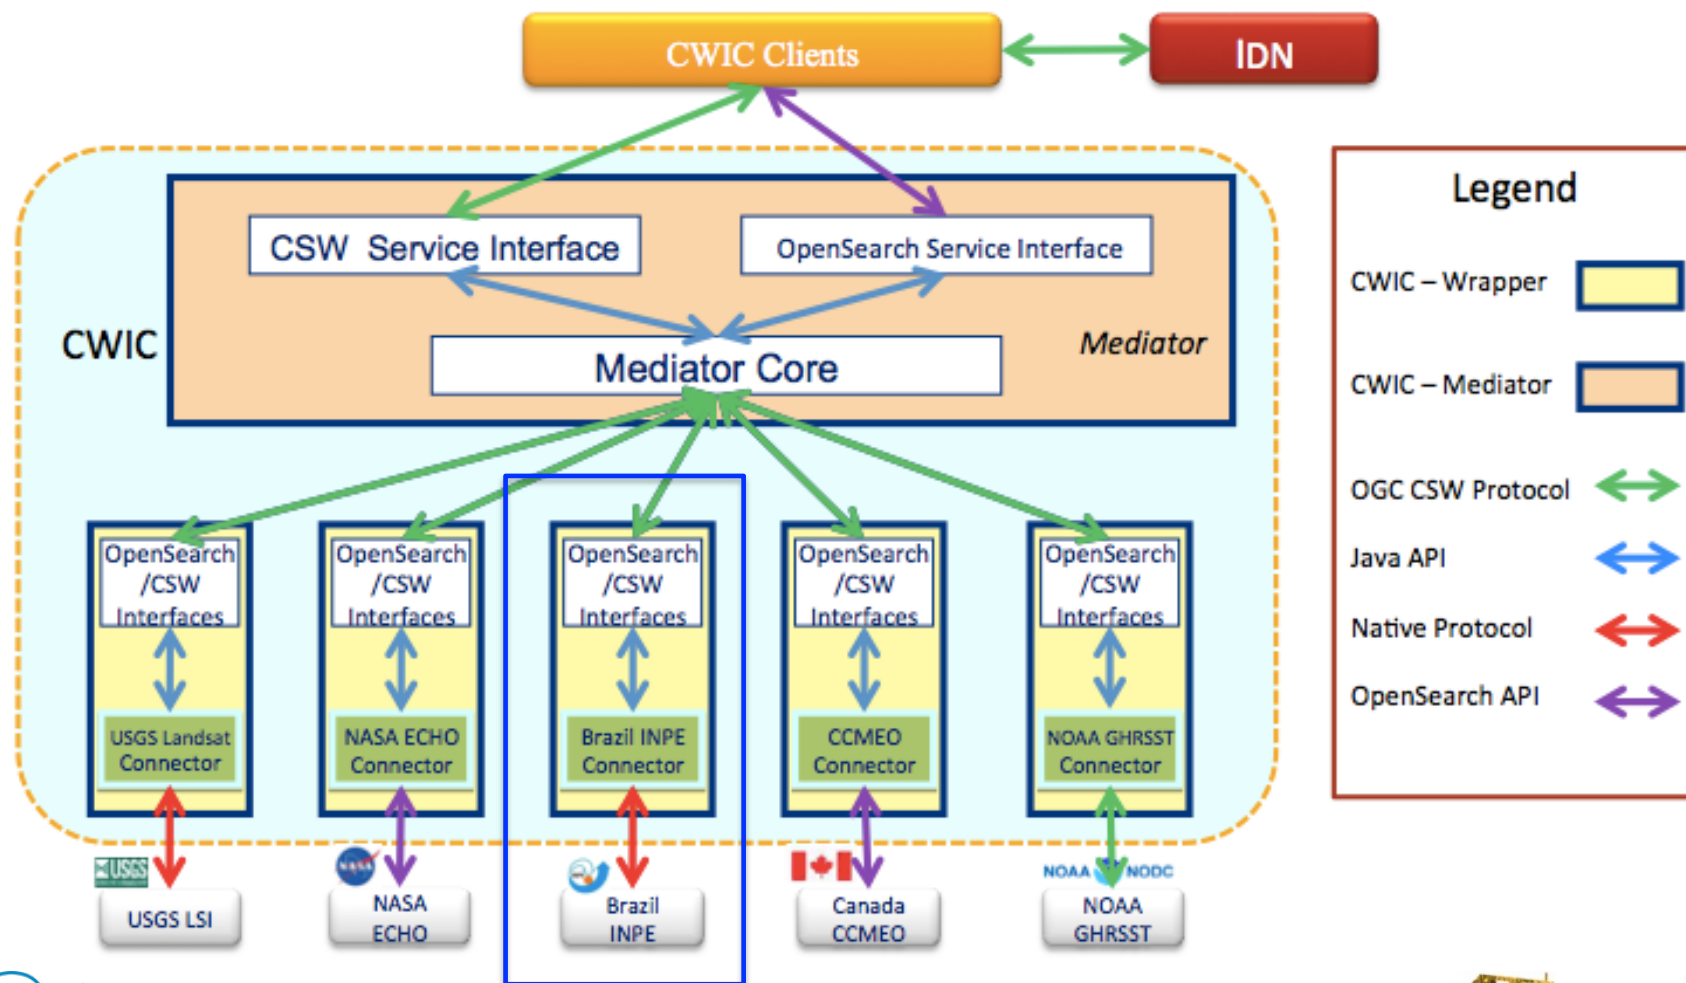 CWIC Clients
IDN
CSW Service Interface
OpenSearch Service Interface
CWIC
Mediator
Mediator Core
OpenSearch
/CSW
Interfaces
OpenSearch
/CSW
Interfaces
OpenSearch
/CSW
Interfaces
OpenSearch
/CSW
Interfaces
OpenSearch
/CSW
Interfaces
USGS Landsat
Connector
NASA ECHO
Connector
Brazil INPE
Connector
CCMEO
Connector
NOAA GHRSST
Connector
USGS
NASA
NOAA NODC
USGS LSI
NASA
ECHO
Brazil
INPE
Canada
CCMEO
NOAA
GHRSST
Legend
CWIC – Wrapper
CWIC – Mediator
OGC CSW Protocol
Java API
Native Protocol
OpenSearch API